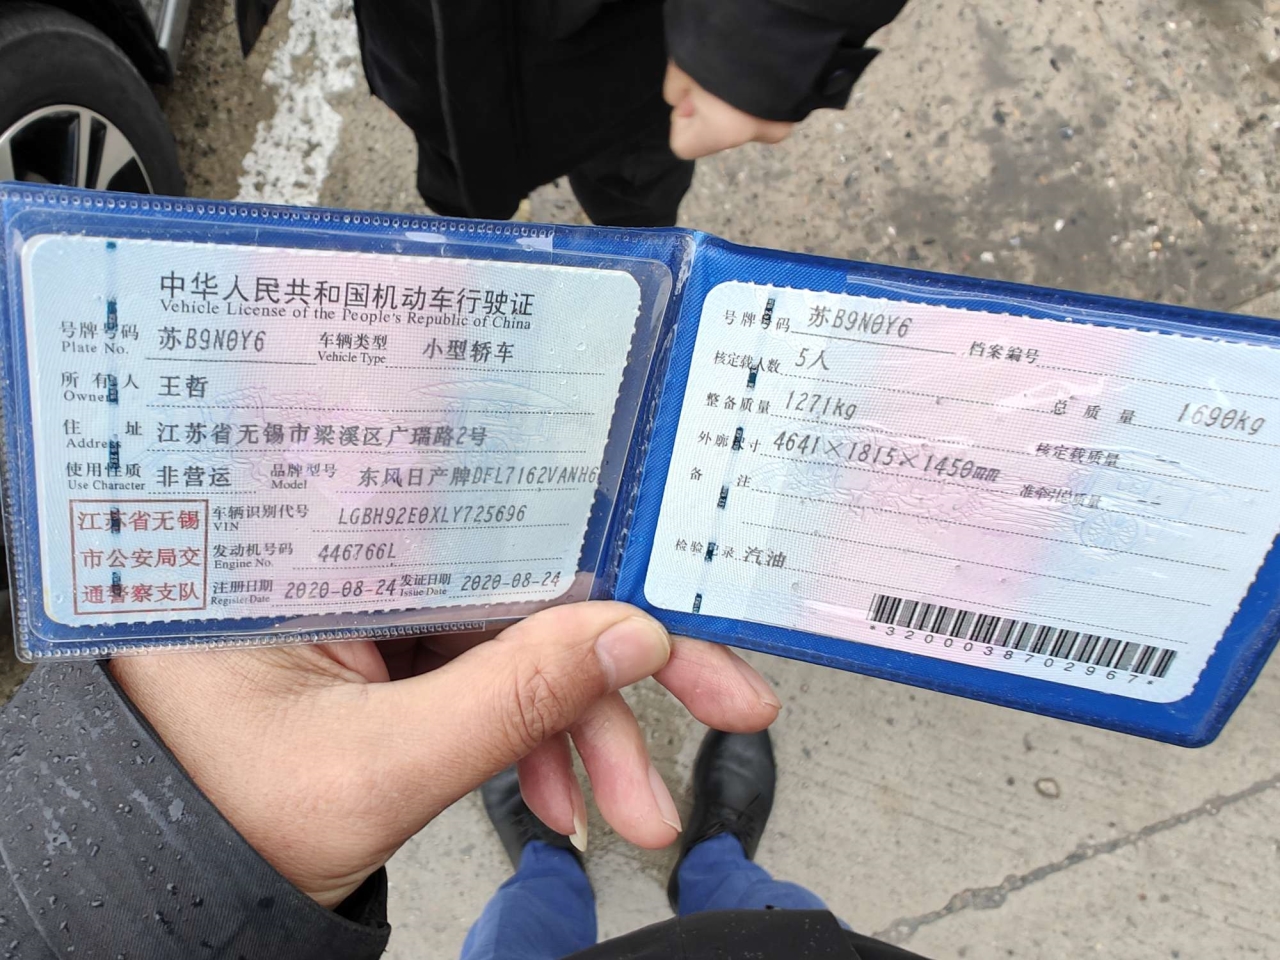 中华人民共和国机动车行驶证
Vehicle License of the People's Republic of China
号牌号码 苏B9N0Y6 车辆类型 小型轿车
Plate No. Vehicle Type
所有人 王哲
Owner
住址 江苏省无锡市梁溪区广瑞路2号
Address
使用性质 非营运 品牌型号 东风日产牌DFL7162VANH6
Use Character Model
江苏省无锡
市公安局交
通警察支队
车辆识别代号 LGBH92E0XLY725696
VIN
发动机号码 446766L
Engine No.
注册日期 2020-08-24 发证日期 2020-08-24
Register Date Issue Date
号牌号码 苏B9N0Y6 档案编号
核定载人数 5人 总质量 1690kg
整备质量 1271kg 核定载质量 --
外廓尺寸 4641×1815×1450mm 准牵引总质量 --
备注
检验记录 汽油
*3200038702967*